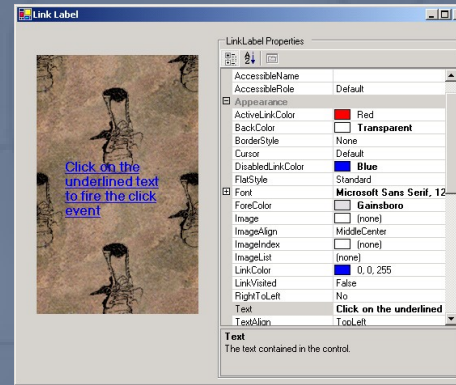 Link Label
Click on the
underlined text
to fire the click
event
LinkLabel Properties
AccessibleName
AccessibleRole Default
Appearance
ActiveLinkColor Red
BackColor Transparent
BorderStyle None
Cursor Default
DisabledLinkColor Blue
FlatStyle Standard
Font Microsoft Sans Serif, 12
ForeColor Gainsboro
Image (none)
ImageAlign MiddleCenter
ImageIndex (none)
ImageList (none)
LinkColor 0, 0, 255
LinkVisited False
RightToLeft No
Text Click on the underlined
TextAlign TopLeft
Text
The text contained in the control.